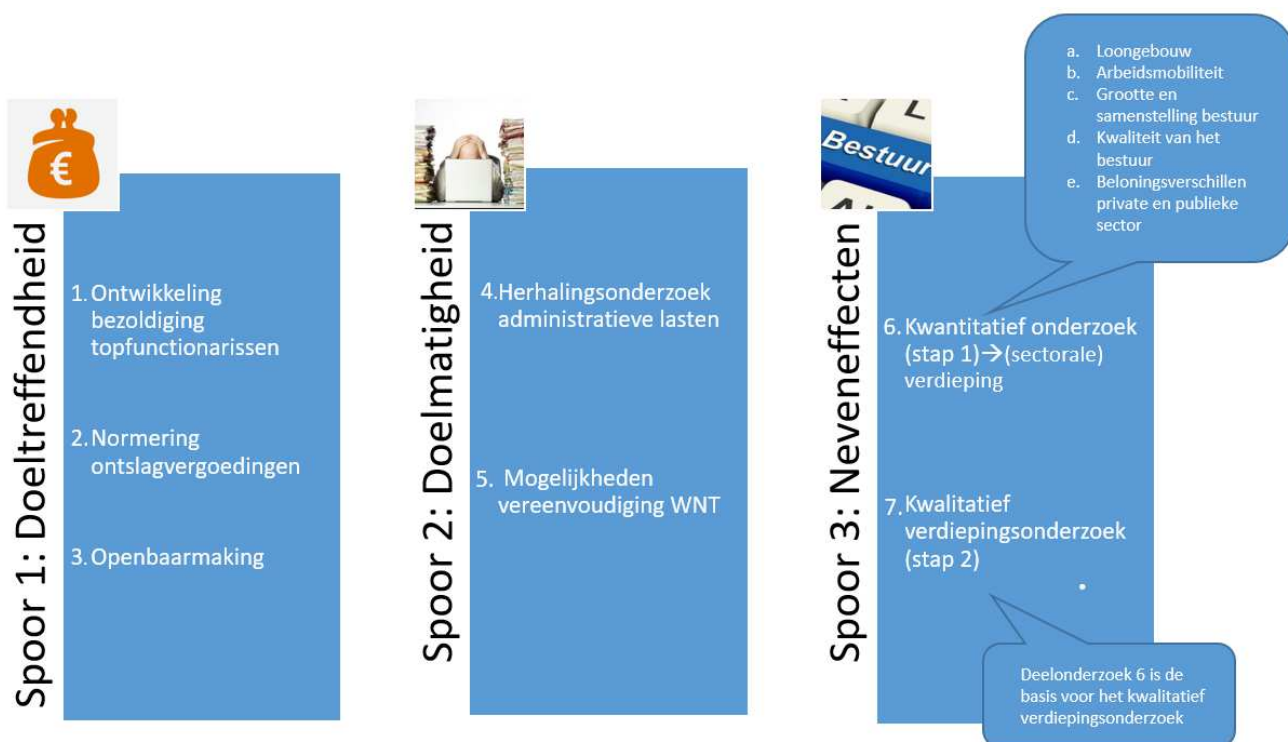 Spoor 1: Doeltreffendheid
€
1. Ontwikkeling
bezoldiging
topfunctionarissen
2. Normering
ontslagvergoedingen
3. Openbaarmaking
Spoor 2: Doelmatigheid
4. Herhalingsonderzoek
administratieve lasten
5. Mogelijkheden
vereenvoudiging WNT
Spoor 3: Neveneffecten
L
Bestuur
6. Kwantitatief onderzoek
(stap 1)→(sectorale)
verdieping
a. Loongebouw
b. Arbeidsmobiliteit
c. Grootte en
samenstelling bestuur
d. Kwaliteit van het
bestuur
e. Beloningsverschillen
private en publieke
sector
7. Kwalitatief
verdiepingsonderzoek
(stap 2)
Deelonderzoek 6 is de
basis voor het kwalitatief
verdiepingsonderzoek